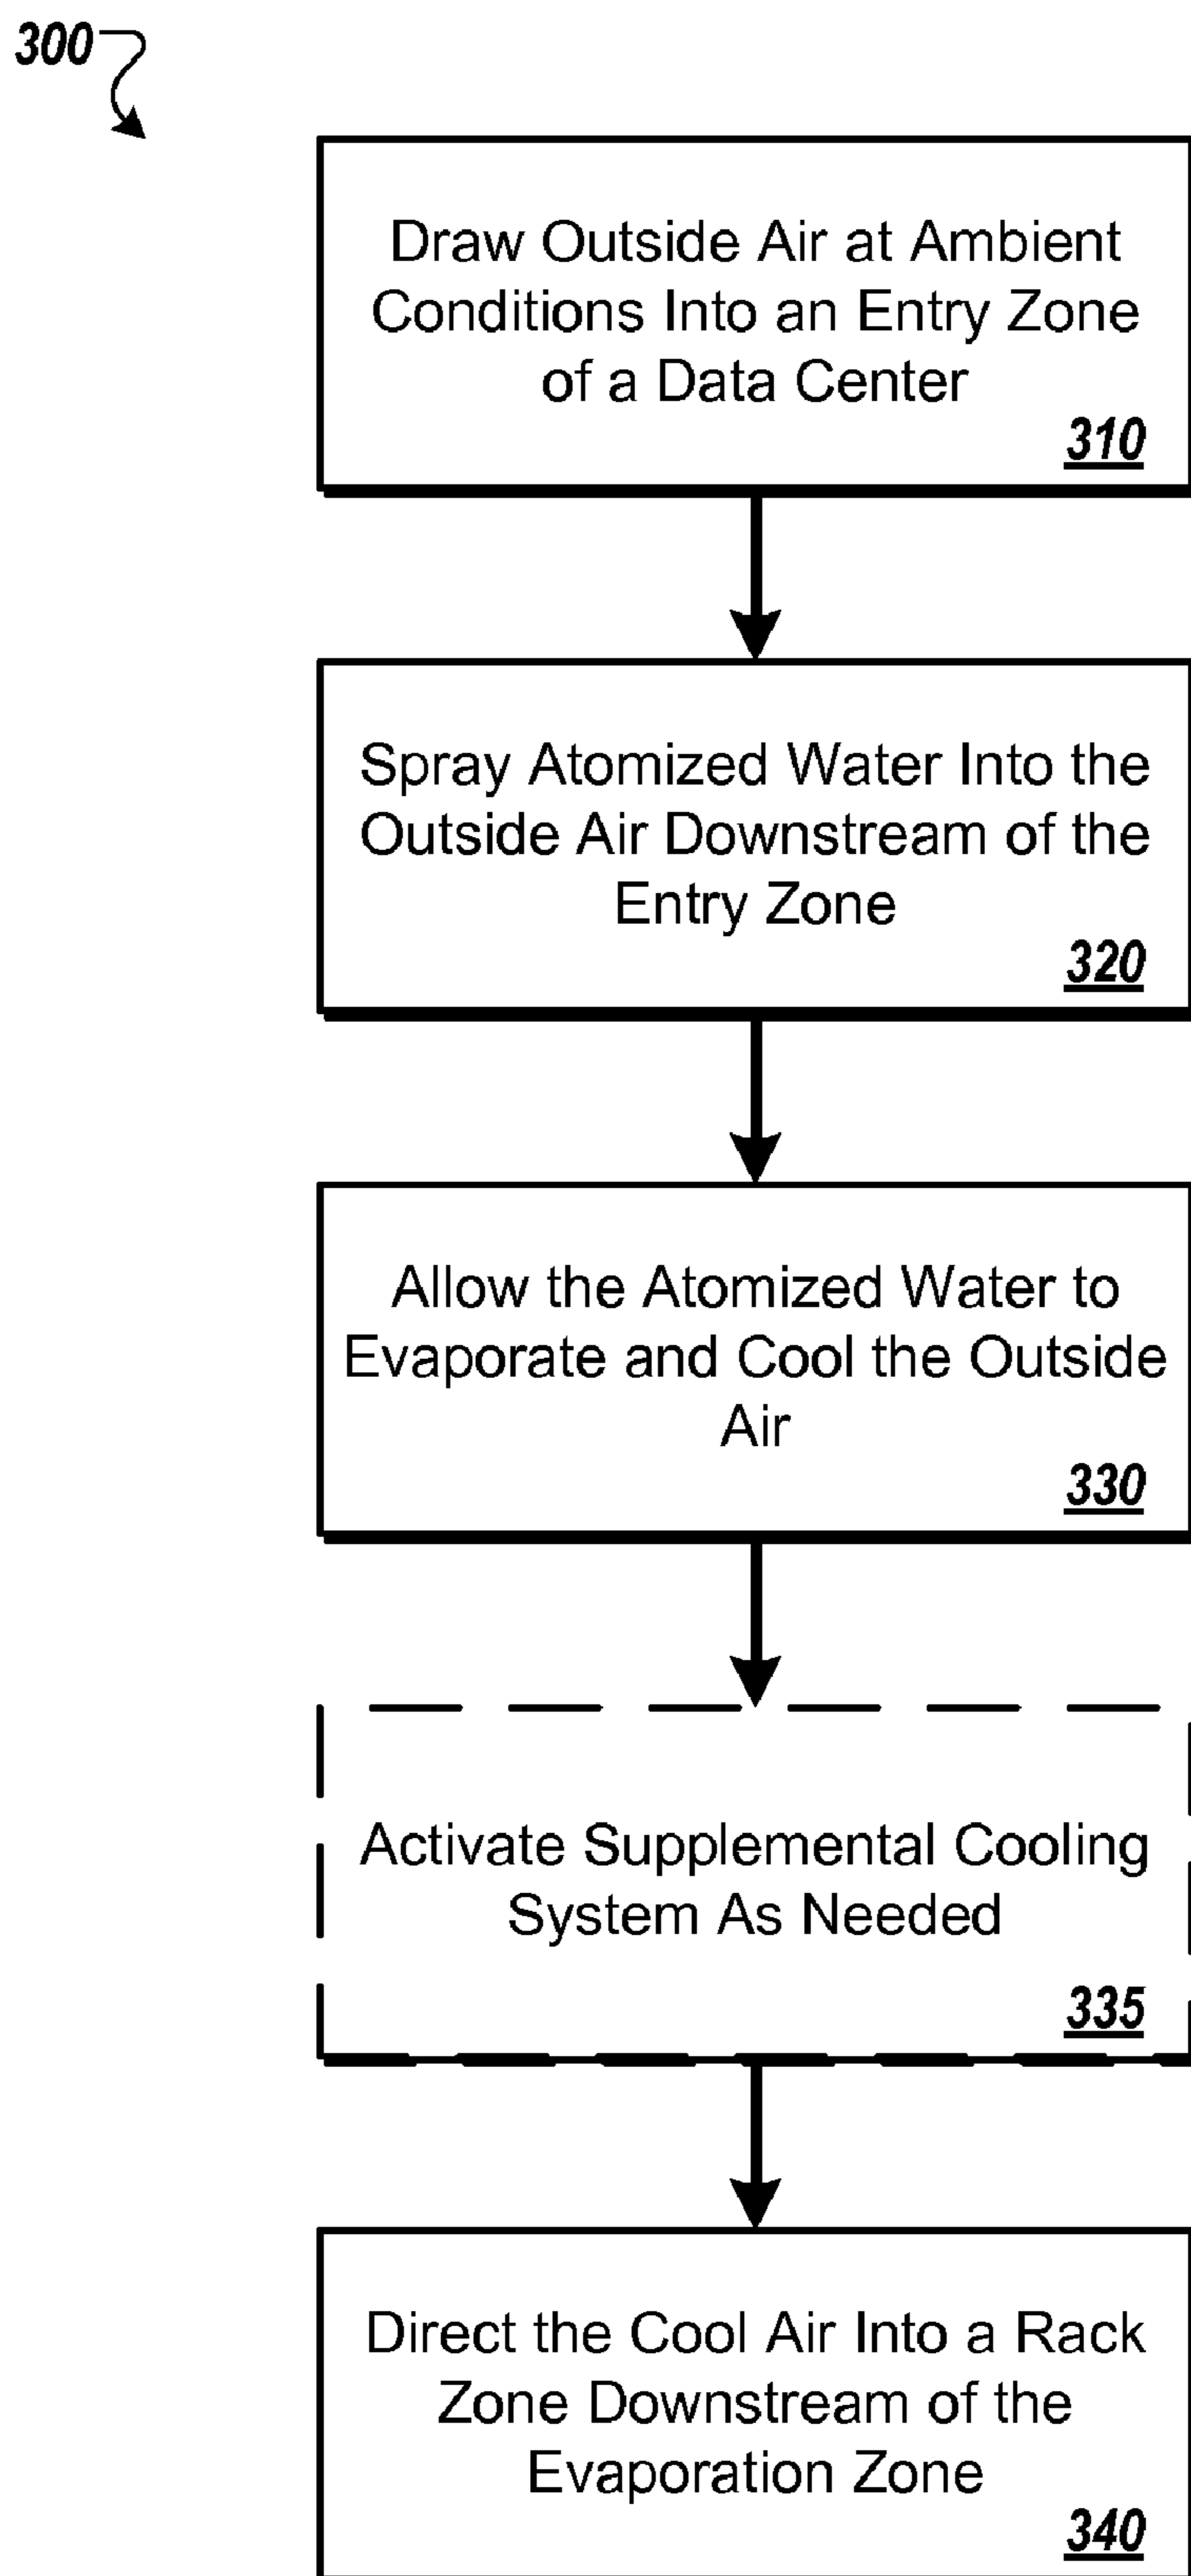 300
Draw Outside Air at Ambient
Conditions Into an Entry Zone
of a Data Center
310
Spray Atomized Water Into the
Outside Air Downstream of the
Entry Zone
320
Allow the Atomized Water to
Evaporate and Cool the Outside
Air
330
Activate Supplemental Cooling
System As Needed
335
Direct the Cool Air Into a Rack
Zone Downstream of the
Evaporation Zone
340